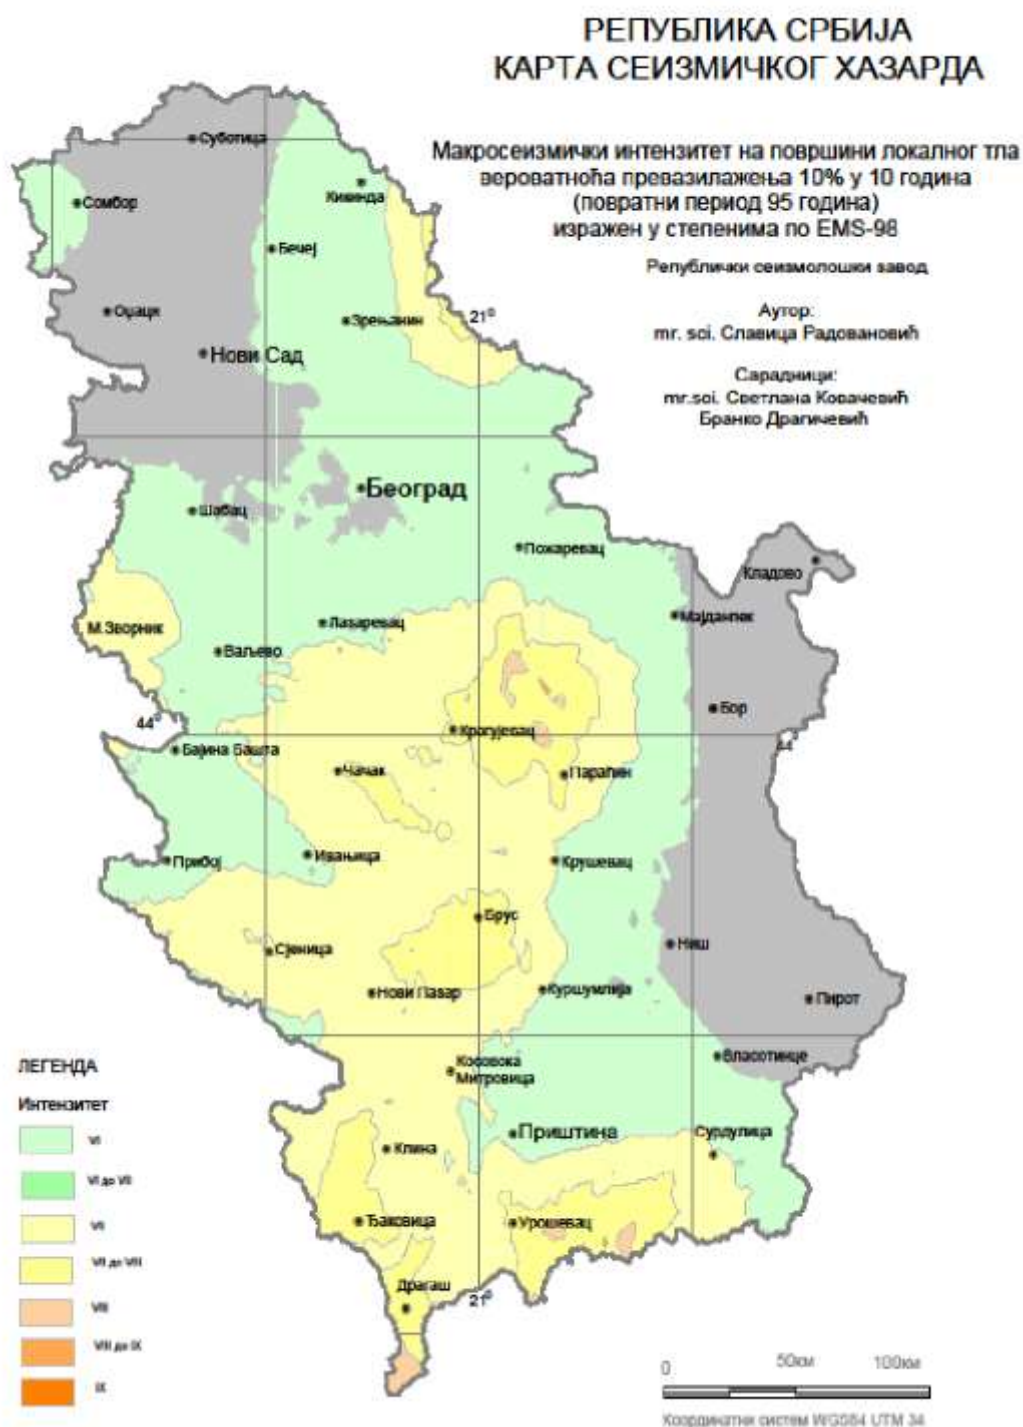 РЕПУБЛИКА СРБИЈА
КАРТА СЕИЗМИЧКОГ ХАЗАРДА
Макросеизмички интензитет на површини локалног тла
вероватноћа превазилажења 10% у 10 година
(повратни период 95 година)
изражен у степенима по EMS-98
Републички сеизмолошки завод
Аутор:
mr. sci. Славица Радовановић
Сарадници:
mr.sci. Светлана Ковачевић
Бранко Драгичевић
Суботица
Кикинда
Сомбор
Бечеј
Оџаци
Зрењанин
21⁰
Нови Сад
Београд
Шабац
Пожаревац
Кладово
Мајданпек
М.Зворник
Лазаревац
Ваљево
Бор
44⁰
Крагујевац
44⁰
Бајина Башта
Чачак
Параћин
Прибој
Ивањица
Крушевац
Брус
Сјеница
Ниш
Нови Пазар
Куршумлија
Пирот
Власотинце
Косовска
Митровица
Приштина
Сурдулица
Клина
Ђаковица
Урошевац
Драгаш
21⁰
ЛЕГЕНДА
Интензитет
VI
VI до VII
VII
VII до VIII
VIII
VIII до IX
IX
0 50км 100км
Координатни систем WGS84 UTM 34